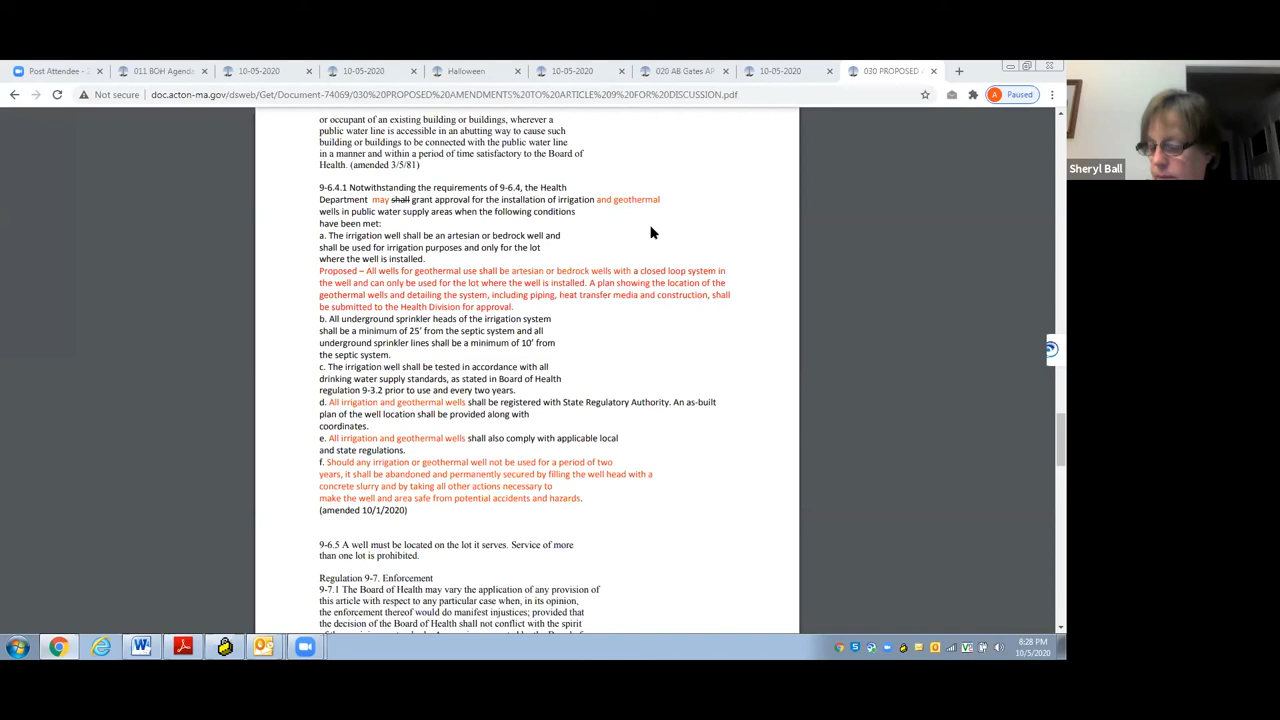 Post Attendee - Z
011 BOH Agenda
10-05-2020
10-05-2020
Halloween
10-05-2020
020 AB Gates AP
10-05-2020
030 PROPOSED
Not secure
doc.acton-ma.gov/dsweb/Get/Document-74069/030%20PROPOSED%20AMENDMENTS%20TO%20ARTICLE%209%20FOR%20DISCUSSION.pdf
A Paused
or occupant of an existing building or buildings, wherever a
public water line is accessible in an abutting way to cause such
building or buildings to be connected with the public water line
in a manner and within a period of time satisfactory to the Board of
Health. (amended 3/5/81)
9-6.4.1 Notwithstanding the requirements of 9-6.4, the Health
Department may shall grant approval for the installation of irrigation and geothermal
wells in public water supply areas when the following conditions
have been met:
a. The irrigation well shall be an artesian or bedrock well and
shall be used for irrigation purposes and only for the lot
where the well is installed.
Proposed – All wells for geothermal use shall be artesian or bedrock wells with a closed loop system in
the well and can only be used for the lot where the well is installed. A plan showing the location of the
geothermal wells and detailing the system, including piping, heat transfer media and construction, shall
be submitted to the Health Division for approval.
b. All underground sprinkler heads of the irrigation system
shall be a minimum of 25' from the septic system and all
underground sprinkler lines shall be a minimum of 10' from
the septic system.
c. The irrigation well shall be tested in accordance with all
drinking water supply standards, as stated in Board of Health
regulation 9-3.2 prior to use and every two years.
d. All irrigation and geothermal wells shall be registered with State Regulatory Authority. An as-built
plan of the well location shall be provided along with
coordinates.
e. All irrigation and geothermal wells shall also comply with applicable local
and state regulations.
f. Should any irrigation or geothermal well not be used for a period of two
years, it shall be abandoned and permanently secured by filling the well head with a
concrete slurry and by taking all other actions necessary to
make the well and area safe from potential accidents and hazards.
(amended 10/1/2020)
9-6.5 A well must be located on the lot it serves. Service of more
than one lot is prohibited.
Regulation 9-7. Enforcement
9-7.1 The Board of Health may vary the application of any provision of
this article with respect to any particular case when, in its opinion,
the enforcement thereof would do manifest injustices; provided that
the decision of the Board of Health shall not conflict with the spirit
Sheryl Ball
8:28 PM
10/5/2020